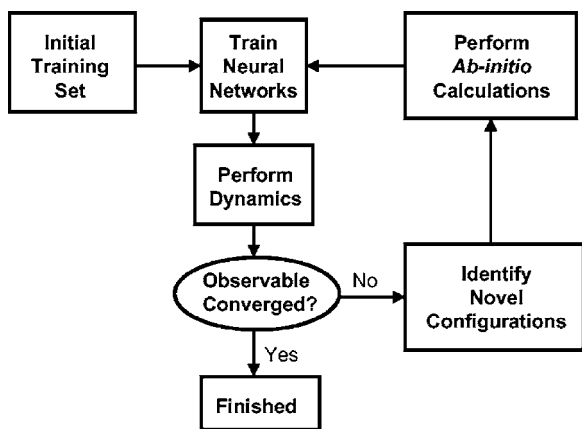 Initial
Training
Set
Train
Neural
Networks
Perform
Ab-initio
Calculations
Perform
Dynamics
Observable
Converged?
No
Identify
Novel
Configurations
Yes
Finished